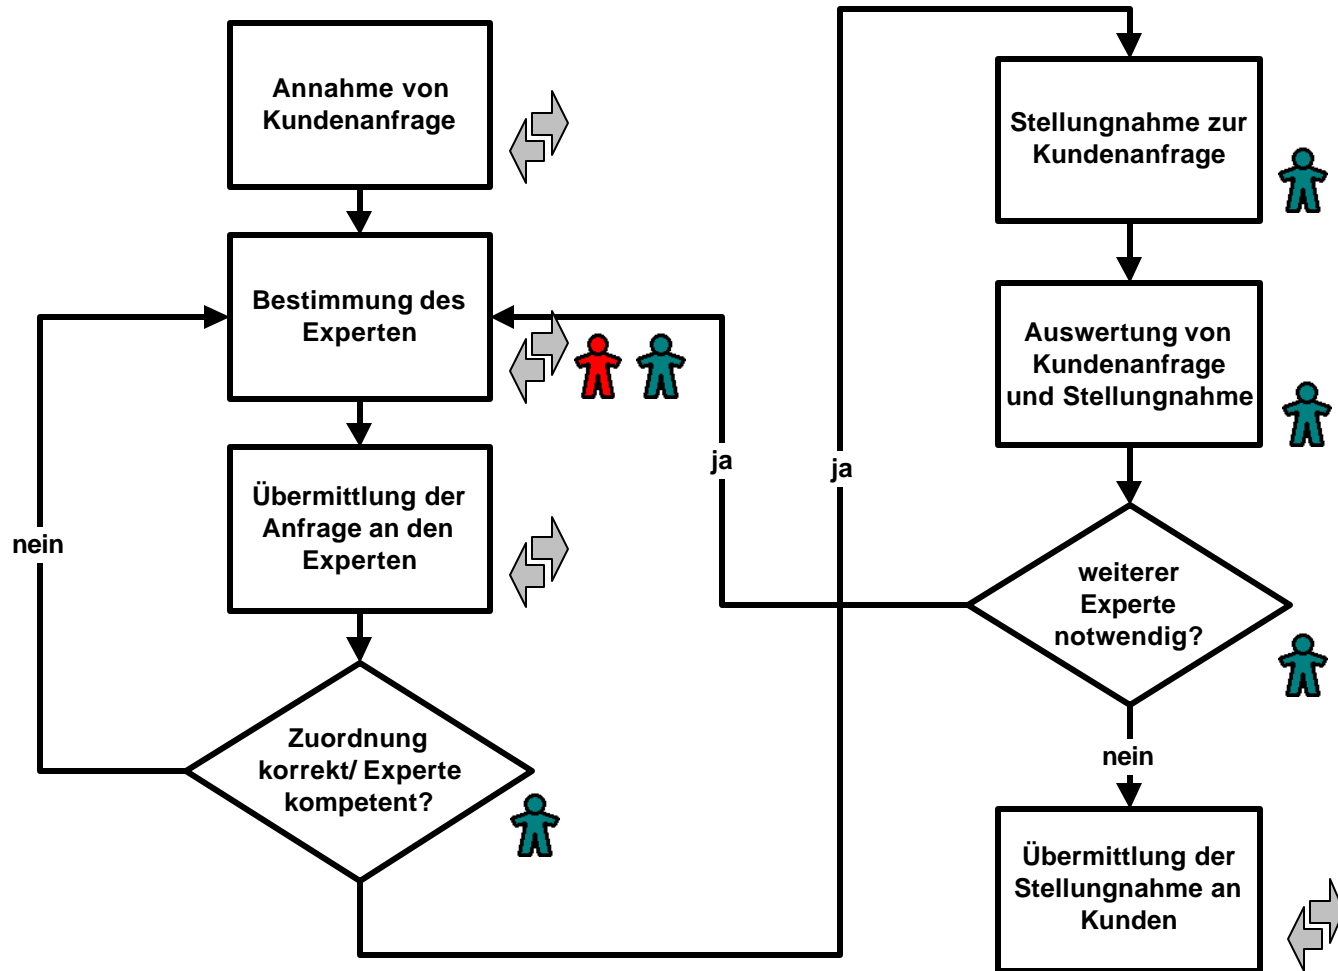 Annahme von
Kundenanfrage
Bestimmung des
Experten
Übermittlung der
Anfrage an den
Experten
nein
Zuordnung
korrekt/ Experte
kompetent?
ja
ja
Stellungnahme zur
Kundenanfrage
Auswertung von
Kundenanfrage
und Stellungnahme
weiterer
Experte
notwendig?
nein
Übermittlung der
Stellungnahme an
Kunden